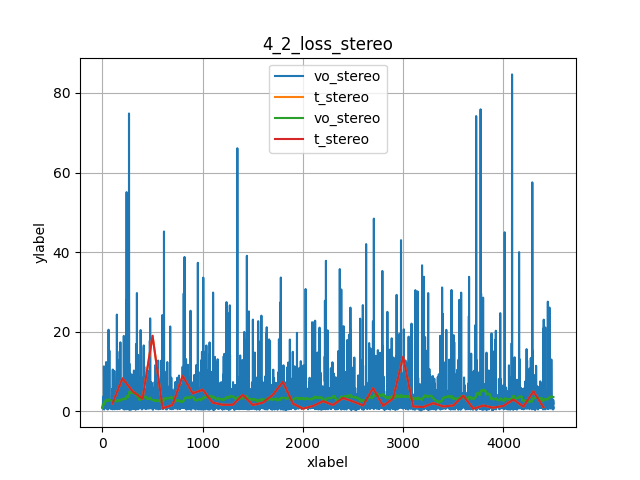 4_2_loss_stereo
vo_stereo
t_stereo
vo_stereo
t_stereo
ylabel
80
60
40
20
0
0 1000 2000 3000 4000
xlabel